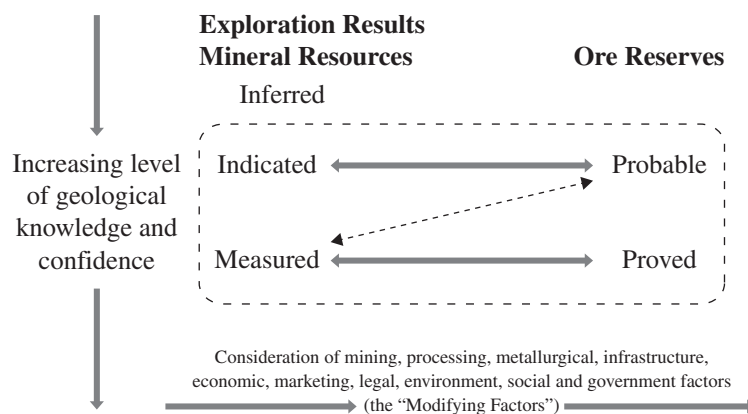 Exploration Results
Mineral Resources
Ore Reserves
Inferred
Increasing level
of geological
knowledge and
confidence
Indicated
Probable
Measured
Proved
Consideration of mining, processing, metallurgical, infrastructure,
economic, marketing, legal, environment, social and government factors
(the “Modifying Factors”)